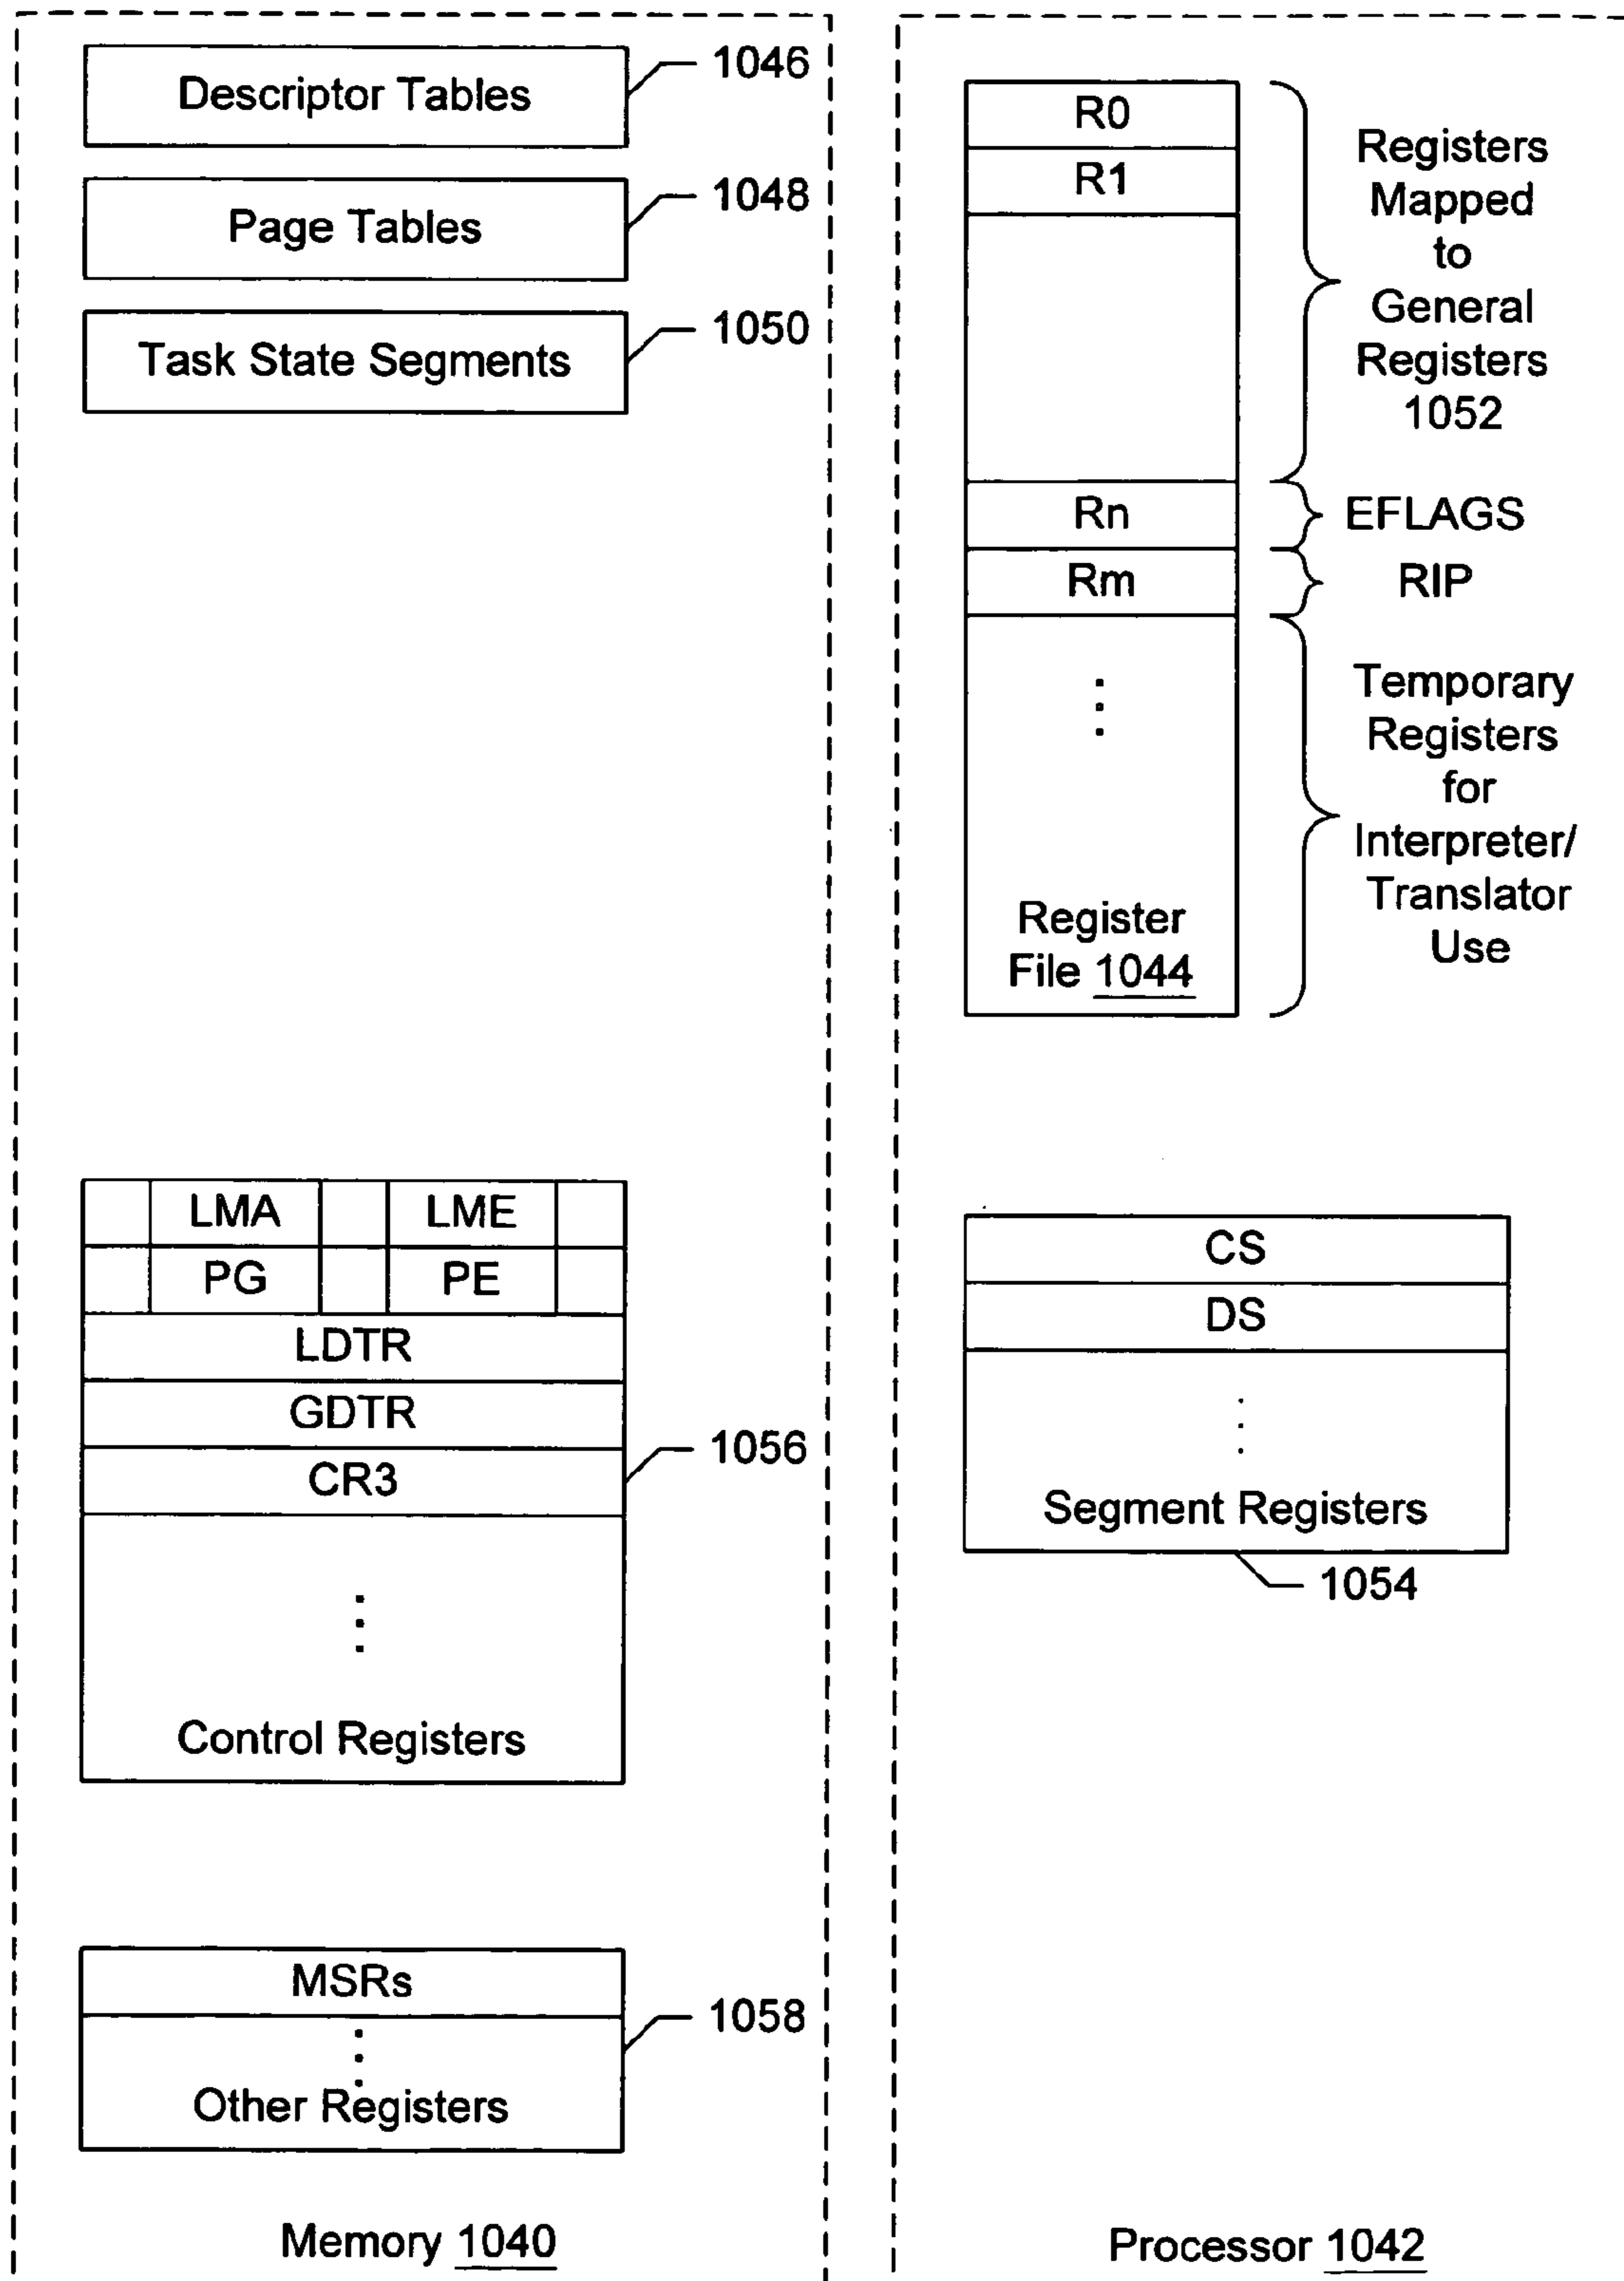 Descriptor Tables
1046
Page Tables
1048
Task State Segments
1050
LMA
LME
PG
PE
LDTR
GDTR
CR3
1056
Control Registers
MSRs
1058
Other Registers
Memory 1040
R0
R1
Registers
Mapped
to
General
Registers
1052
Rn
EFLAGS
Rm
RIP
Temporary
Registers
for
Interpreter/
Translator
Use
Register
File 1044
CS
DS
Segment Registers
1054
Processor 1042